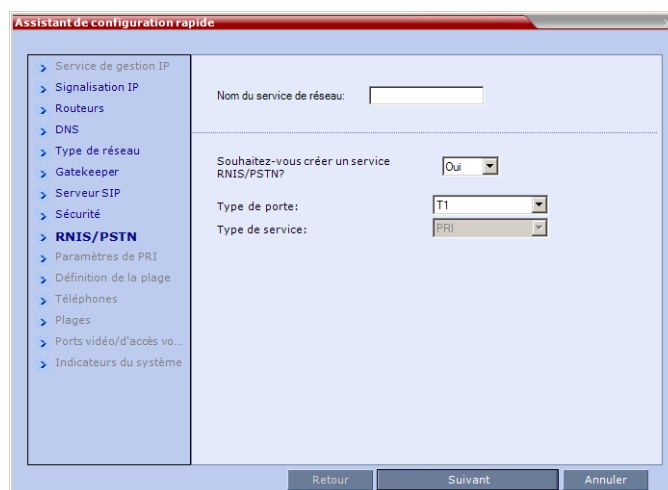 Assistant de configuration rapide
Service de gestion IP
Signalisation IP
Routeurs
DNS
Type de réseau
Gatekeeper
Serveur SIP
Sécurité
RNIS/PSTN
Paramètres de PRI
Définition de la plage
Téléphones
Plages
Ports vidéo/d'accès vo...
Indicateurs du système
Nom du service de réseau:
Souhaitez-vous créer un service
RNIS/PSTN?
Oui
Type de porte:
T1
Type de service:
PRI
Retour
Suivant
Annuler